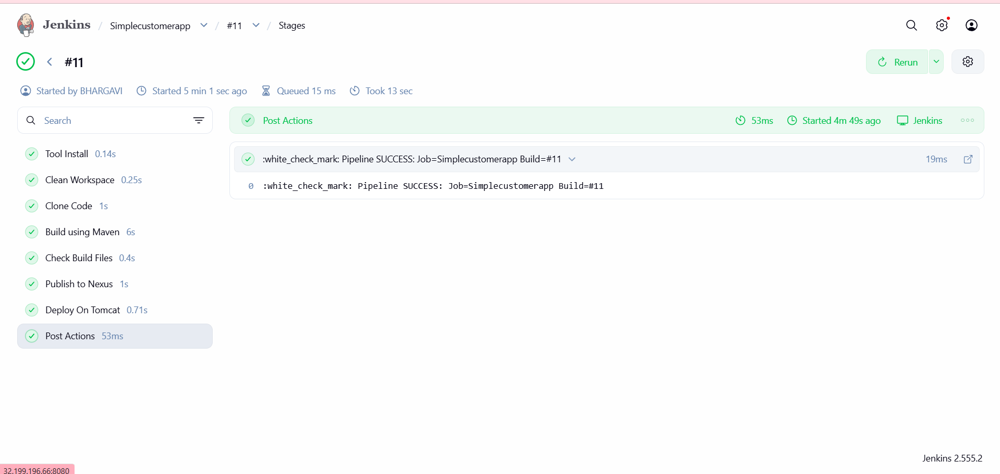 Jenkins / Simplecustomerapp / #11 / Stages
#11
Rerun
Started by BHARGAVI Started 5 min 1 sec ago Queued 15 ms Took 13 sec
Search
Tool Install 0.14s
Clean Workspace 0.25s
Clone Code 1s
Build using Maven 6s
Check Build Files 0.4s
Publish to Nexus 1s
Deploy On Tomcat 0.71s
Post Actions 53ms
Post Actions 53ms Started 4m 49s ago Jenkins
:white_check_mark: Pipeline SUCCESS: Job=Simplecustomerapp Build=#11 19ms
0 :white_check_mark: Pipeline SUCCESS: Job=Simplecustomerapp Build=#11
Jenkins 2.555.2
32.199.196.66:8080